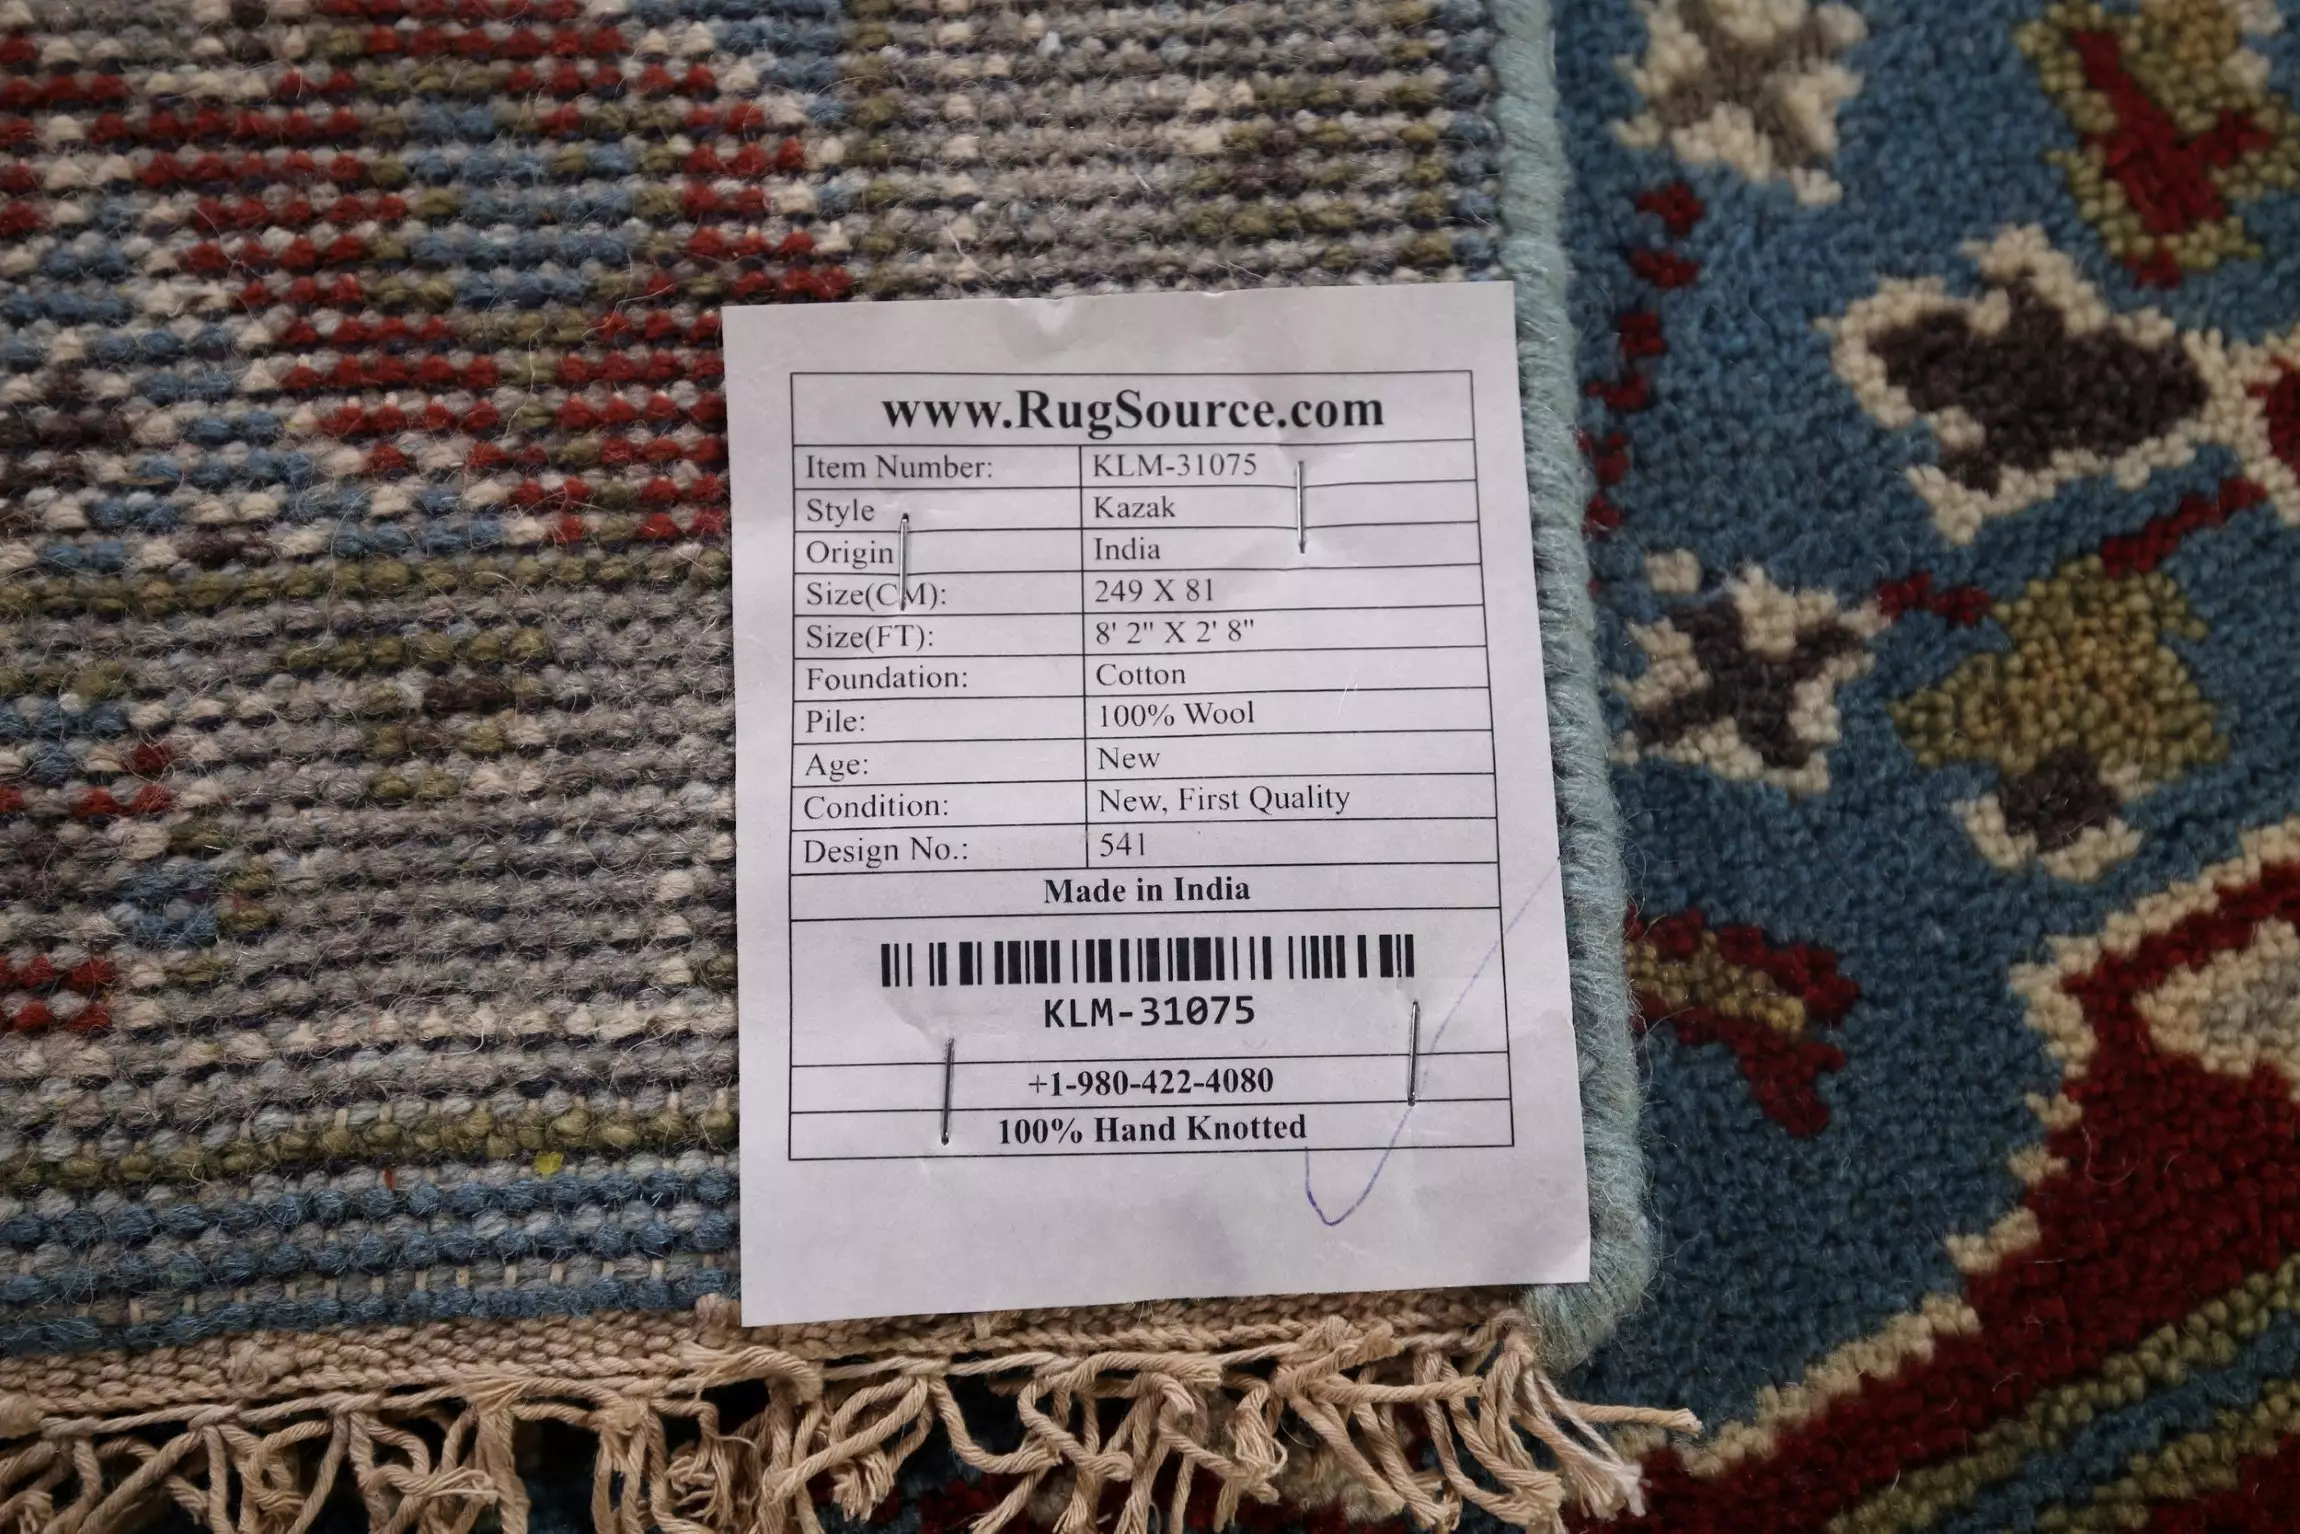 www.RugSource.com
Item Number: KLM-31075
Style Kazak
Origin India
Size(CM): 249 X 81
Size(FT): 8' 2" X 2' 8"
Foundation: Cotton
Pile: 100% Wool
Age: New
Condition: New, First Quality
Design No.: 541
Made in India
KLM-31075
+1-980-422-4080
100% Hand Knotted